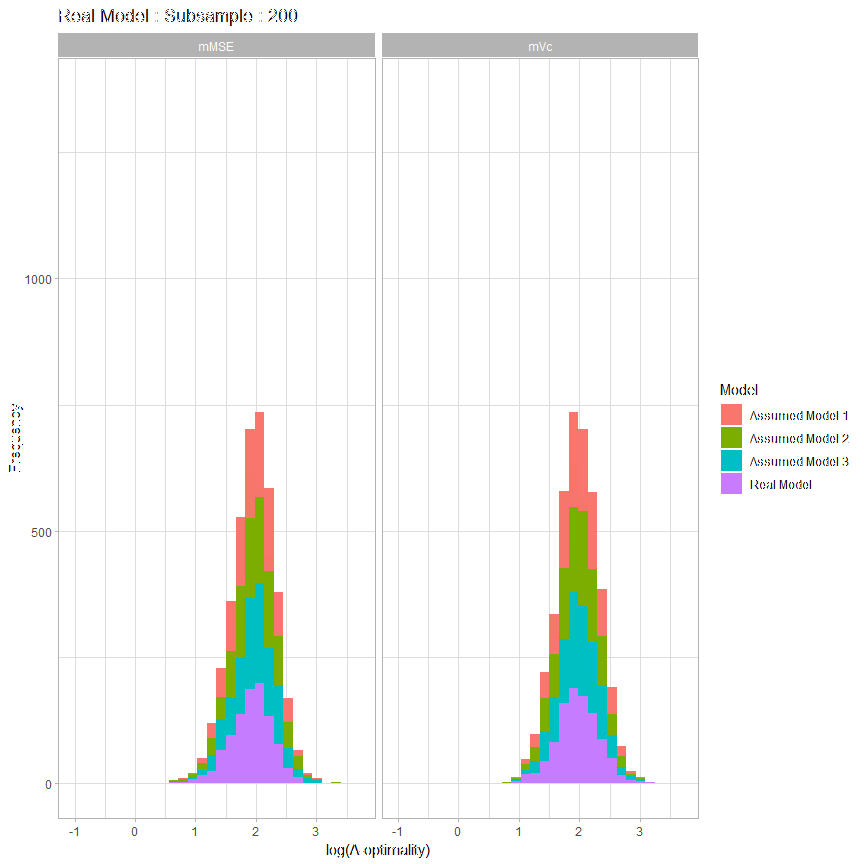 Real Model : Subsample : 200
mMSE
mVc
1000
500
0
Frequency
-1 0 1 2 3
-1 0 1 2 3
log(A-optimality)
Model
Assumed Model 1
Assumed Model 2
Assumed Model 3
Real Model